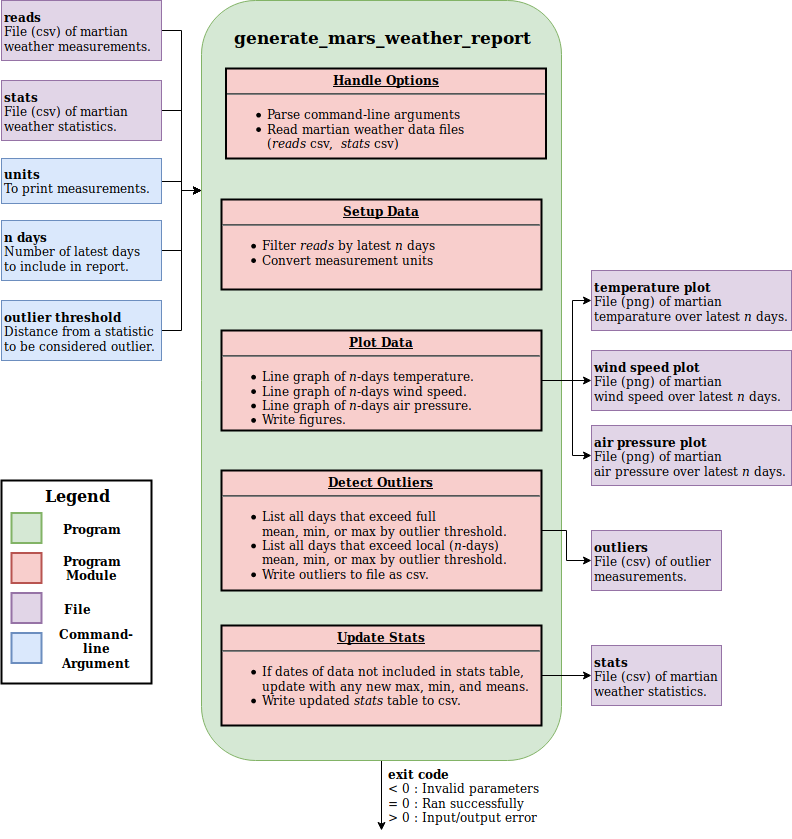 reads
File (csv) of martian
weather measurements.
stats
File (csv) of martian
weather statistics.
units
To print measurements.
n days
Number of latest days
to include in report.
outlier threshold
Distance from a statistic
to be considered outlier.
generate_mars_weather_report
Handle Options
• Parse command-line arguments
• Read martian weather data files
(reads csv, stats csv)
Setup Data
• Filter reads by latest n days
• Convert measurement units
Plot Data
• Line graph of n-days temperature.
• Line graph of n-days wind speed.
• Line graph of n-days air pressure.
• Write figures.
Detect Outliers
• List all days that exceed full
mean, min, or max by outlier threshold.
• List all days that exceed local (n-days)
mean, min, or max by outlier threshold.
• Write outliers to file as csv.
Update Stats
• If dates of data not included in stats table,
update with any new max, min, and means.
• Write updated stats table to csv.
temperature plot
File (png) of martian
temparature over latest n days.
wind speed plot
File (png) of martian
wind speed over latest n days.
air pressure plot
File (png) of martian
air pressure over latest n days.
outliers
File (csv) of outlier
measurements.
stats
File (csv) of martian
weather statistics.
Legend
Program
Program
Module
File
Command-
line
Argument
exit code
< 0 : Invalid parameters
= 0 : Ran successfully
> 0 : Input/output error